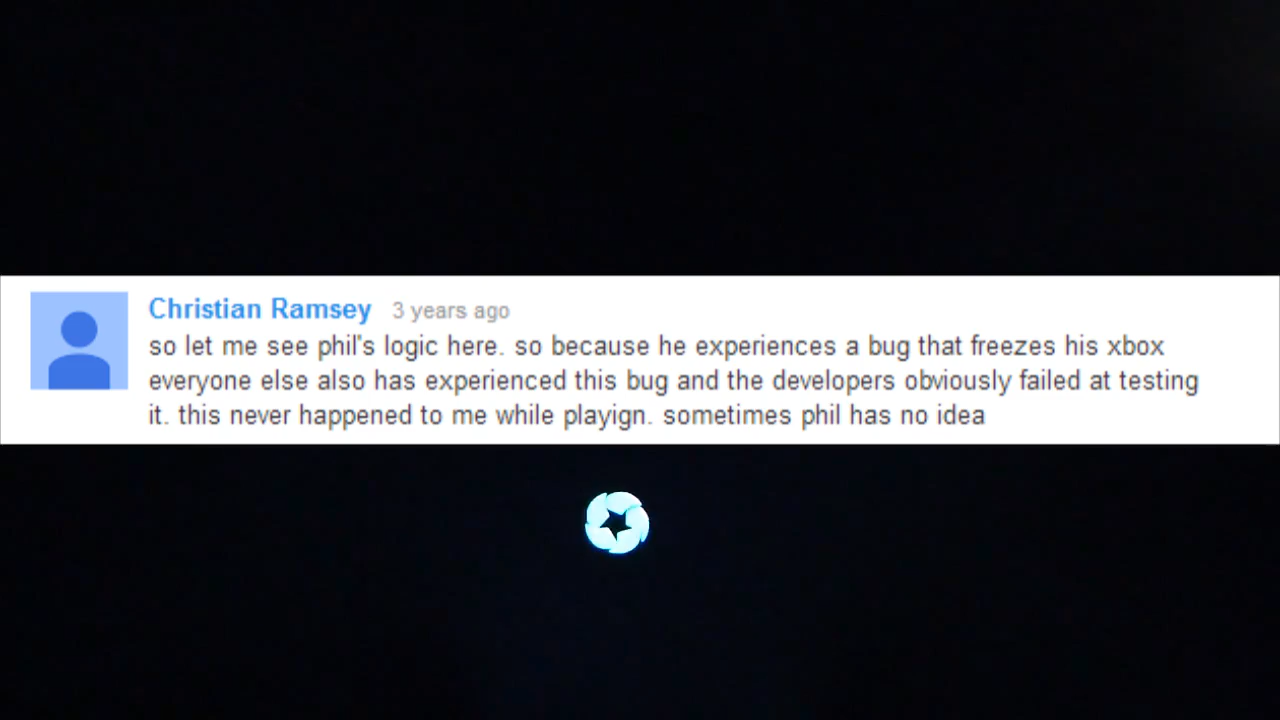 Christian Ramsey 3 years ago
so let me see phil's logic here. so because he experiences a bug that freezes his xbox
everyone else also has experienced this bug and the developers obviously failed at testing
it. this never happened to me while playign. sometimes phil has no idea